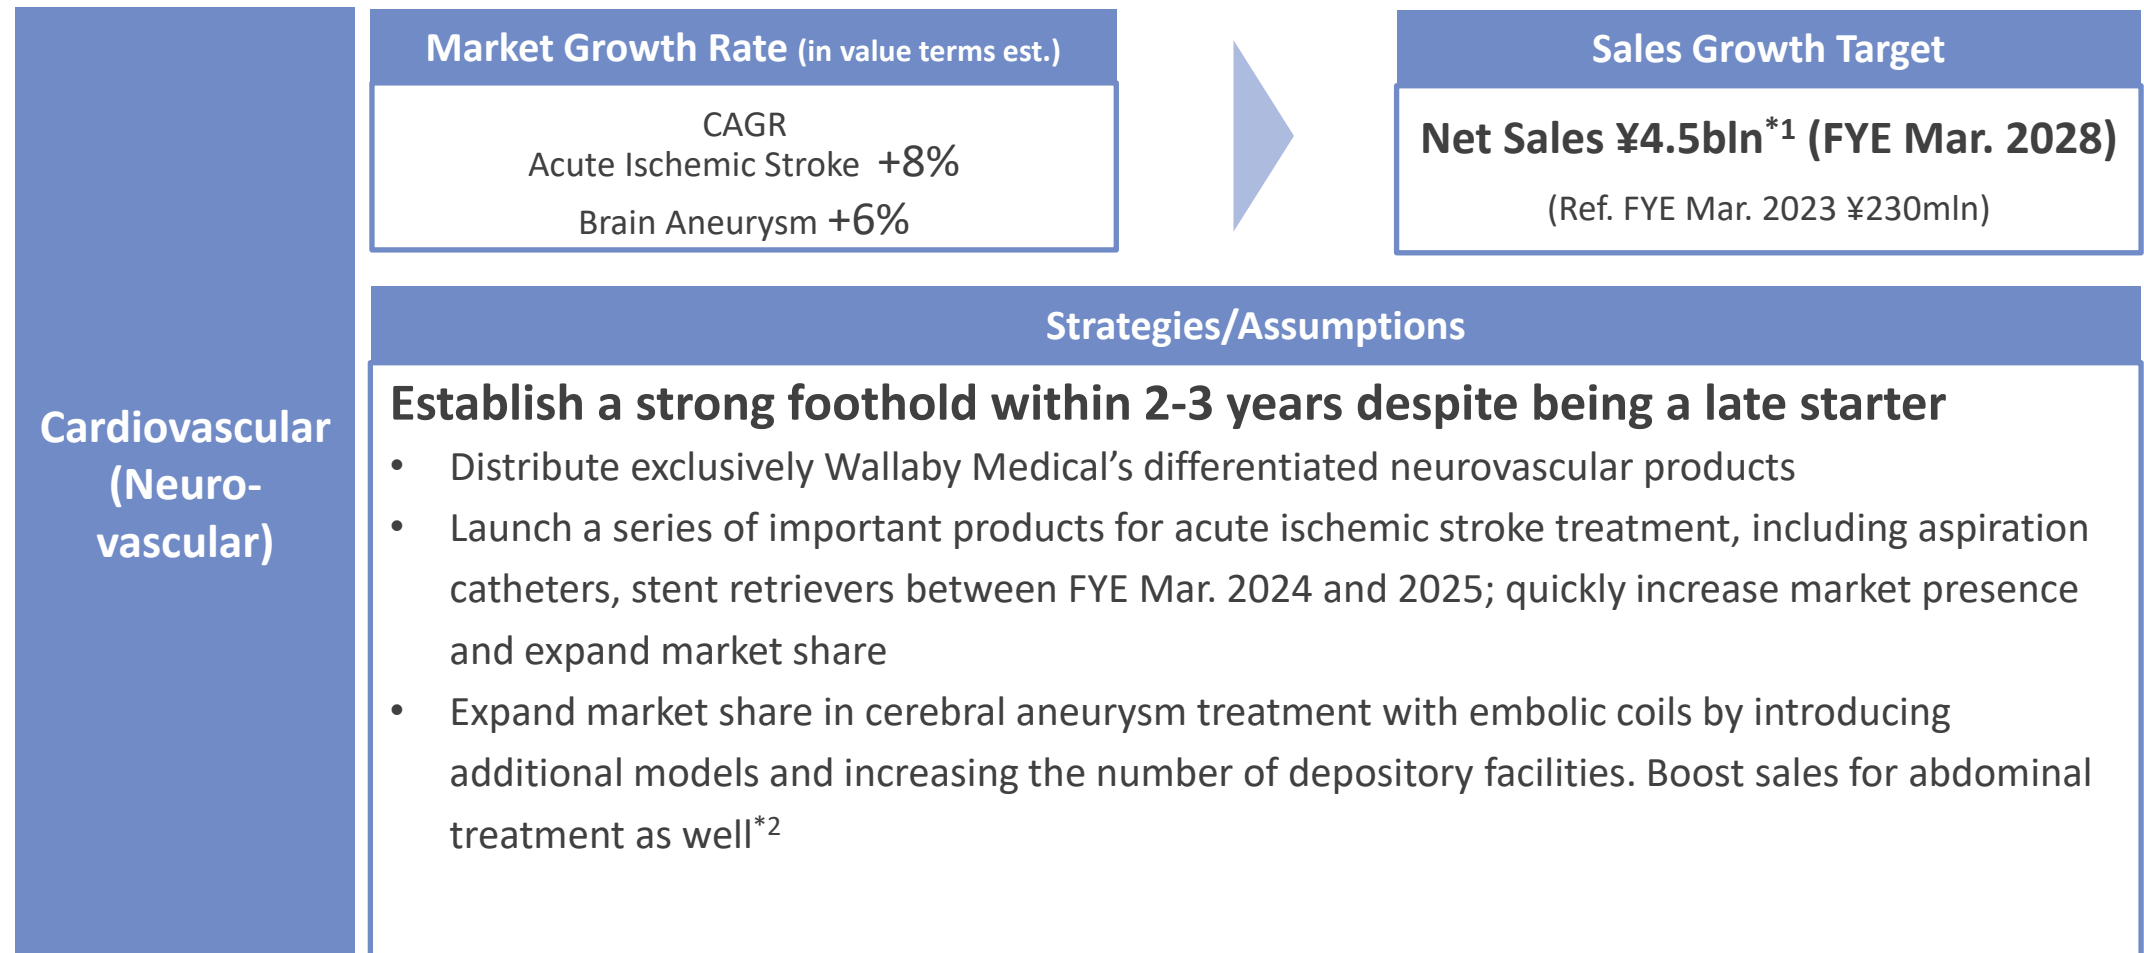 Cardiovascular
(Neuro-
vascular)
Market Growth Rate (in value terms est.)
CAGR
Acute Ischemic Stroke +8%
Brain Aneurysm +6%
Sales Growth Target
Net Sales ¥4.5bln*1 (FYE Mar. 2028)
(Ref. FYE Mar. 2023 ¥230mln)
Strategies/Assumptions
Establish a strong foothold within 2-3 years despite being a late starter
• Distribute exclusively Wallaby Medical’s differentiated neurovascular products
• Launch a series of important products for acute ischemic stroke treatment, including aspiration
catheters, stent retrievers between FYE Mar. 2024 and 2025; quickly increase market presence
and expand market share
• Expand market share in cerebral aneurysm treatment with embolic coils by introducing
additional models and increasing the number of depository facilities. Boost sales for abdominal
treatment as well*2